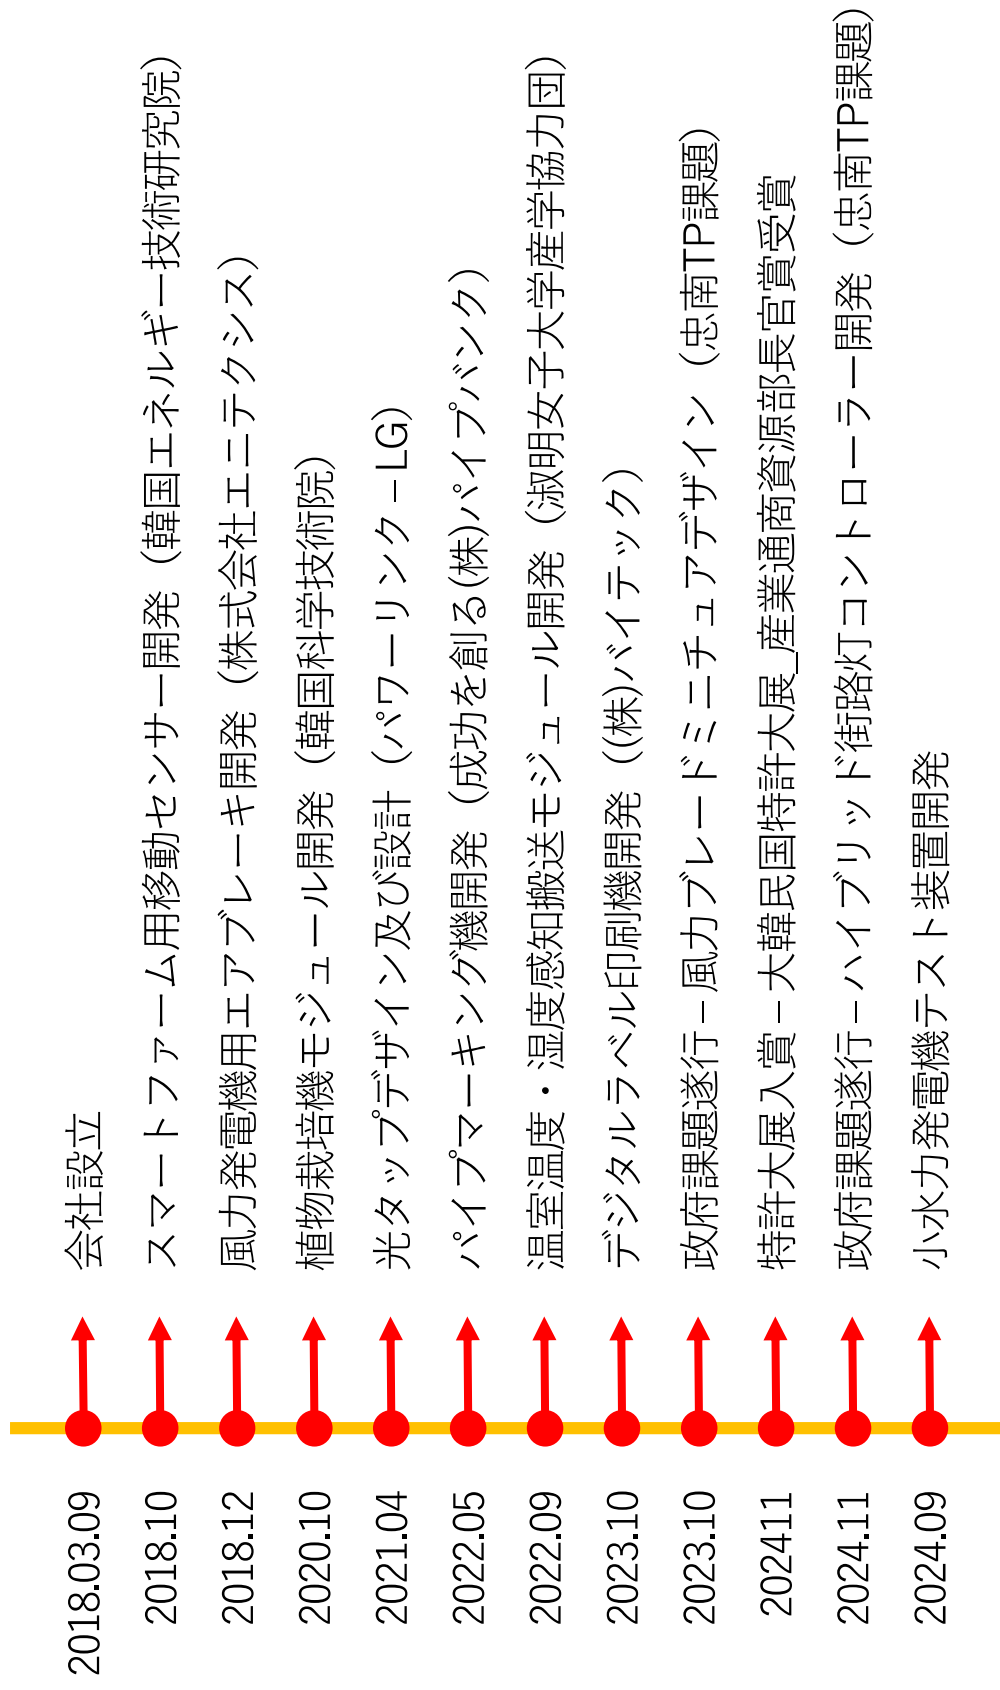 2018.03.09 会社設立
2018.10 スマートファーム用移動センサー開発（韓国エネルギー技術研究院）
2018.12 風力発電機用エアブレーキ開発（株式会社エニテクシス）
2020.10 植物栽培機モジュール開発（韓国科学技術院）
2021.04 光タップデザイン及び設計（パワーリンク－LG）
2022.05 パイプマーキング機開発（成功を創る(株)パイプバンク）
2022.09 温室温度・湿度感知搬送モジュール開発（淑明女子大学産学協力団）
2023.10 デジタルラベル印刷機開発（(株)バイテック）
2023.10 政府課題遂行－風力ブレードミニチュアデザイン（忠南TP課題）
202411 特許大展入賞－大韓民国特許大展_産業通商資源部長官賞受賞
2024.11 政府課題遂行－ハイブリッド街路灯コントローラー開発（忠南TP課題）
2024.09 小水力発電機テスト装置開発